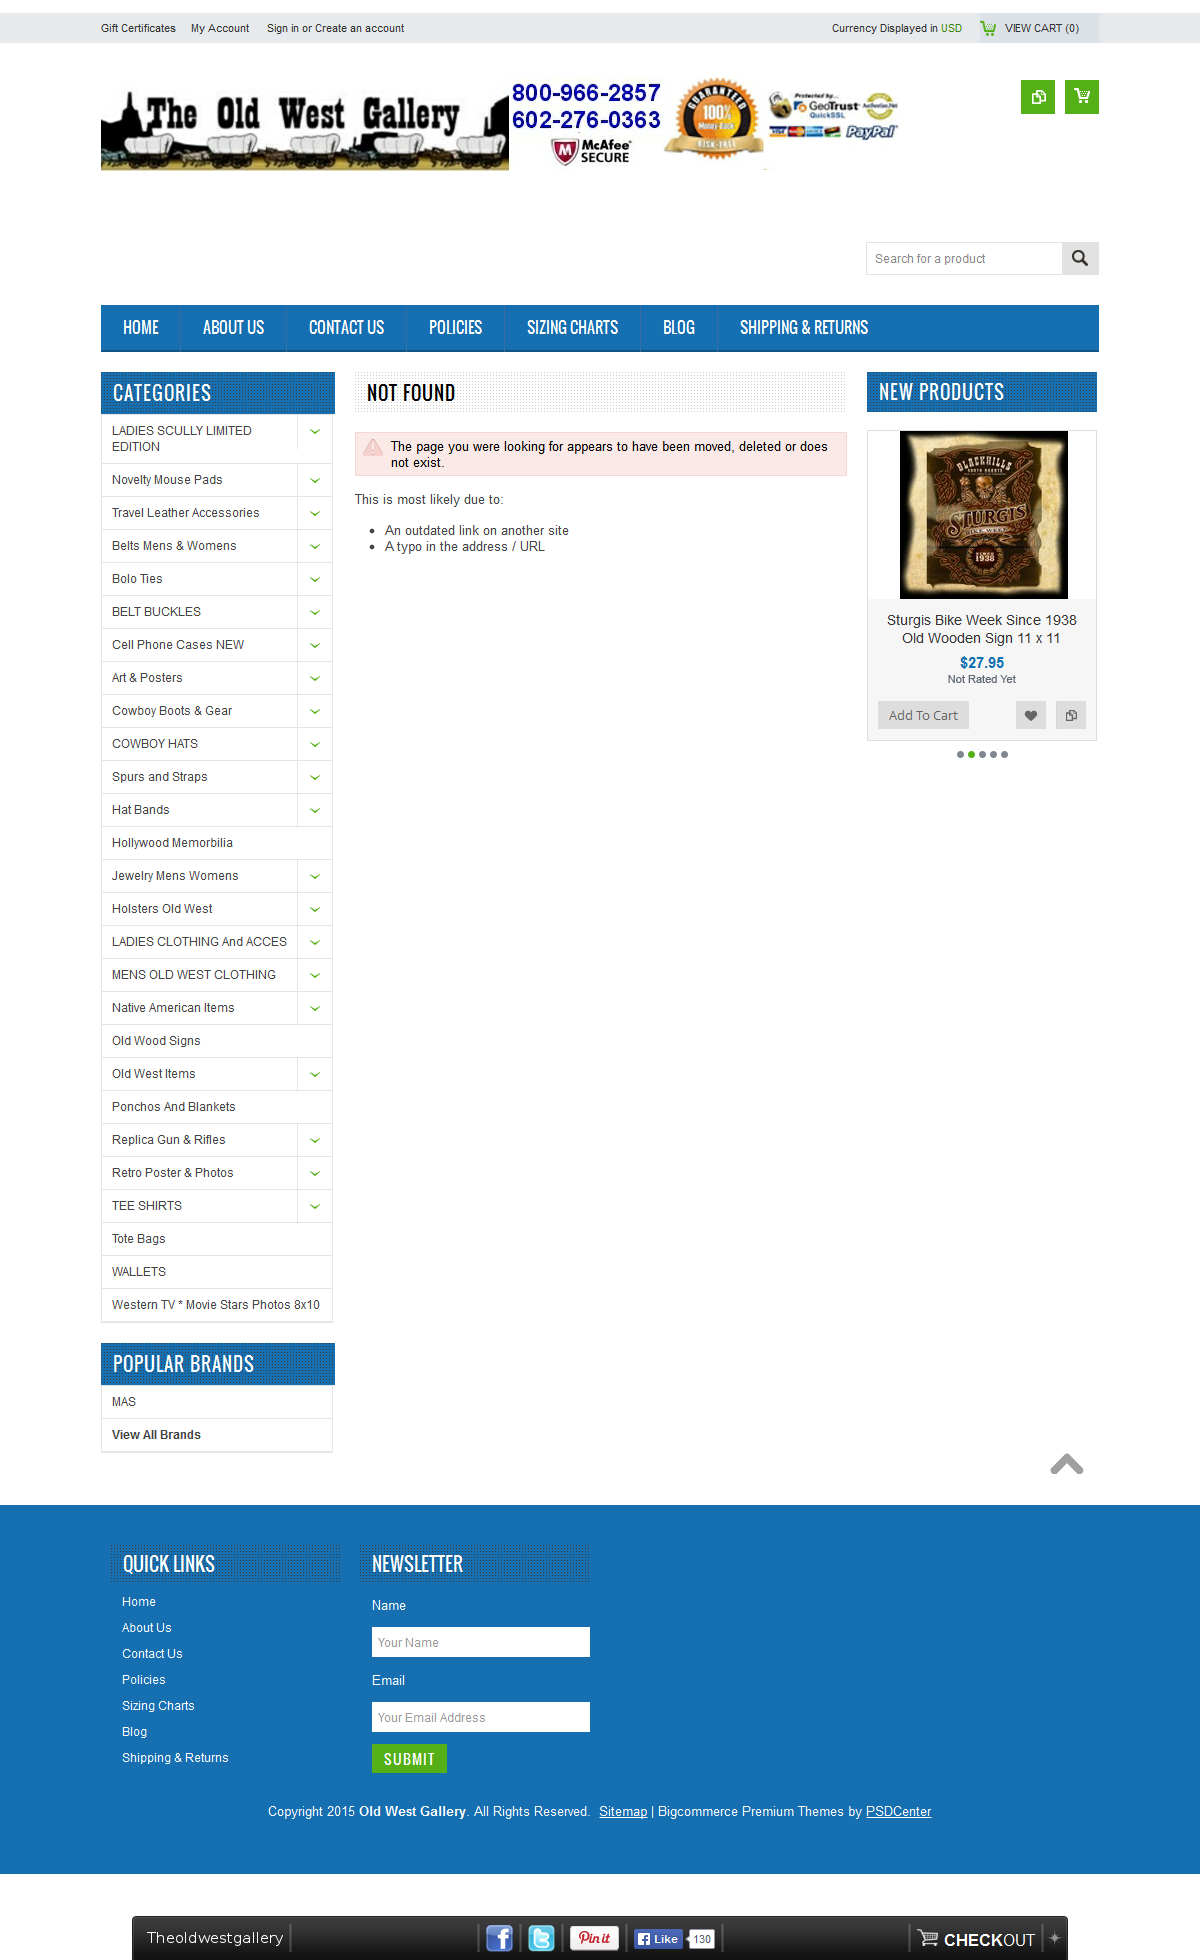 Gift Certificates My Account Sign in or Create an account Currency Displayed in USD VIEW CART (0)
The Old West Gallery
800-966-2857
602-276-0363
McAfee
SECURE
GUARANTEED
100%
Money Back
RISK-FREE
Protected by...
GeoTrust
QuickSSL
Authorize.Net
VISA
PayPal
Search for a product
HOME ABOUT US CONTACT US POLICIES SIZING CHARTS BLOG SHIPPING & RETURNS
CATEGORIES
LADIES SCULLY LIMITED
EDITION
Novelty Mouse Pads
Travel Leather Accessories
Belts Mens & Womens
Bolo Ties
BELT BUCKLES
Cell Phone Cases NEW
Art & Posters
Cowboy Boots & Gear
COWBOY HATS
Spurs and Straps
Hat Bands
Hollywood Memorbilia
Jewelry Mens Womens
Holsters Old West
LADIES CLOTHING And ACCES
MENS OLD WEST CLOTHING
Native American Items
Old Wood Signs
Old West Items
Ponchos And Blankets
Replica Gun & Rifles
Retro Poster & Photos
TEE SHIRTS
Tote Bags
WALLETS
Western TV * Movie Stars Photos 8x10
POPULAR BRANDS
MAS
View All Brands
NOT FOUND
The page you were looking for appears to have been moved, deleted or does
not exist.
This is most likely due to:
• An outdated link on another site
• A typo in the address / URL
NEW PRODUCTS
BLACKHILLS
SOUTH DAKOTA
STURGIS
BIKE WEEK
SINCE
1938
Sturgis Bike Week Since 1938
Old Wooden Sign 11 x 11
$27.95
Not Rated Yet
Add To Cart
QUICK LINKS
Home
About Us
Contact Us
Policies
Sizing Charts
Blog
Shipping & Returns
NEWSLETTER
Name
Your Name
Email
Your Email Address
SUBMIT
Copyright 2015 Old West Gallery. All Rights Reserved. Sitemap | Bigcommerce Premium Themes by PSDCenter
Theoldwestgallery Pin it Like 130 CHECKOUT